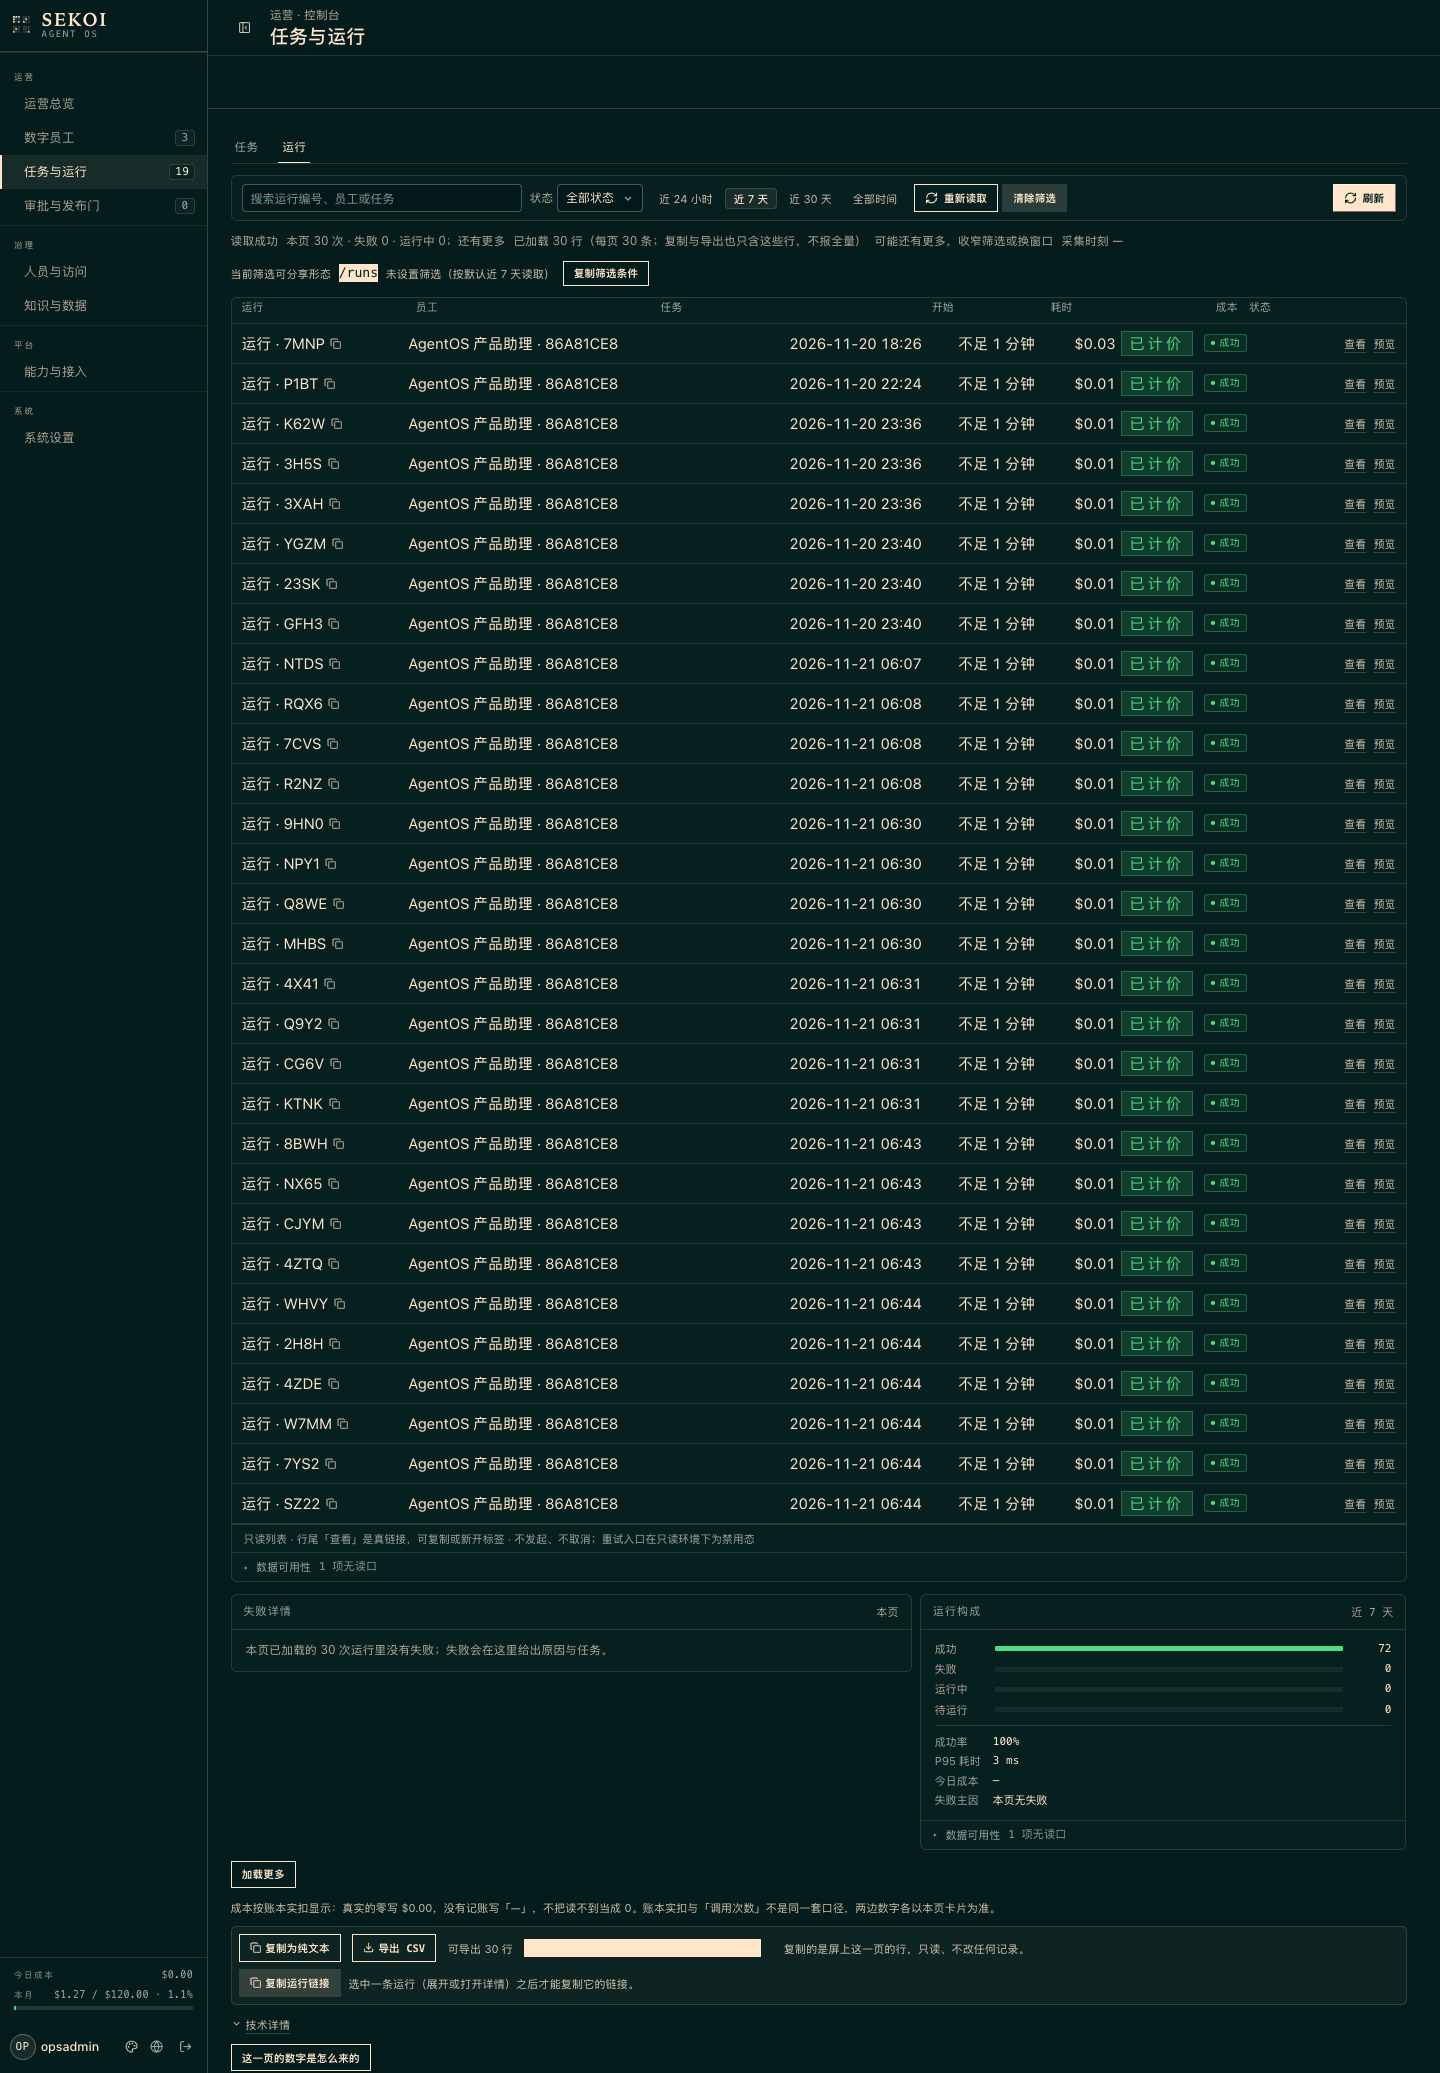 SEKOI
AGENT OS
运营
运营总览
数字员工 3
任务与运行 19
审批与发布门 0
治理
人员与访问
知识与数据
平台
能力与接入
系统
系统设置
今日成本 $0.00
本月 $1.27 / $120.00 · 1.1%
OP opsadmin
运营 · 控制台
任务与运行
任务 运行
搜索运行编号、员工或任务 状态 全部状态 近 24 小时 近 7 天 近 30 天 全部时间 重新读取 清除筛选 刷新
读取成功 本页 30 次 · 失败 0 · 运行中 0；还有更多 已加载 30 行（每页 30 条；复制与导出也只含这些行，不报全量） 可能还有更多，收窄筛选或换窗口 采集时刻 —
当前筛选可分享形态 /runs 未设置筛选（按默认近 7 天读取） 复制筛选条件
运行 员工 任务 开始 耗时 成本 状态
运行 · 7MNP AgentOS 产品助理 · 86A81CE8 2026-11-20 18:26 不足 1 分钟 $0.03 已计价 成功 查看 预览
运行 · P1BT AgentOS 产品助理 · 86A81CE8 2026-11-20 22:24 不足 1 分钟 $0.01 已计价 成功 查看 预览
运行 · K62W AgentOS 产品助理 · 86A81CE8 2026-11-20 23:36 不足 1 分钟 $0.01 已计价 成功 查看 预览
运行 · 3H5S AgentOS 产品助理 · 86A81CE8 2026-11-20 23:36 不足 1 分钟 $0.01 已计价 成功 查看 预览
运行 · 3XAH AgentOS 产品助理 · 86A81CE8 2026-11-20 23:36 不足 1 分钟 $0.01 已计价 成功 查看 预览
运行 · YGZM AgentOS 产品助理 · 86A81CE8 2026-11-20 23:40 不足 1 分钟 $0.01 已计价 成功 查看 预览
运行 · 23SK AgentOS 产品助理 · 86A81CE8 2026-11-20 23:40 不足 1 分钟 $0.01 已计价 成功 查看 预览
运行 · GFH3 AgentOS 产品助理 · 86A81CE8 2026-11-20 23:40 不足 1 分钟 $0.01 已计价 成功 查看 预览
运行 · NTDS AgentOS 产品助理 · 86A81CE8 2026-11-21 06:07 不足 1 分钟 $0.01 已计价 成功 查看 预览
运行 · RQX6 AgentOS 产品助理 · 86A81CE8 2026-11-21 06:08 不足 1 分钟 $0.01 已计价 成功 查看 预览
运行 · 7CVS AgentOS 产品助理 · 86A81CE8 2026-11-21 06:08 不足 1 分钟 $0.01 已计价 成功 查看 预览
运行 · R2NZ AgentOS 产品助理 · 86A81CE8 2026-11-21 06:08 不足 1 分钟 $0.01 已计价 成功 查看 预览
运行 · 9HN0 AgentOS 产品助理 · 86A81CE8 2026-11-21 06:30 不足 1 分钟 $0.01 已计价 成功 查看 预览
运行 · NPY1 AgentOS 产品助理 · 86A81CE8 2026-11-21 06:30 不足 1 分钟 $0.01 已计价 成功 查看 预览
运行 · Q8WE AgentOS 产品助理 · 86A81CE8 2026-11-21 06:30 不足 1 分钟 $0.01 已计价 成功 查看 预览
运行 · MHBS AgentOS 产品助理 · 86A81CE8 2026-11-21 06:30 不足 1 分钟 $0.01 已计价 成功 查看 预览
运行 · 4X41 AgentOS 产品助理 · 86A81CE8 2026-11-21 06:31 不足 1 分钟 $0.01 已计价 成功 查看 预览
运行 · Q9Y2 AgentOS 产品助理 · 86A81CE8 2026-11-21 06:31 不足 1 分钟 $0.01 已计价 成功 查看 预览
运行 · CG6V AgentOS 产品助理 · 86A81CE8 2026-11-21 06:31 不足 1 分钟 $0.01 已计价 成功 查看 预览
运行 · KTNK AgentOS 产品助理 · 86A81CE8 2026-11-21 06:31 不足 1 分钟 $0.01 已计价 成功 查看 预览
运行 · 8BWH AgentOS 产品助理 · 86A81CE8 2026-11-21 06:43 不足 1 分钟 $0.01 已计价 成功 查看 预览
运行 · NX65 AgentOS 产品助理 · 86A81CE8 2026-11-21 06:43 不足 1 分钟 $0.01 已计价 成功 查看 预览
运行 · CJYM AgentOS 产品助理 · 86A81CE8 2026-11-21 06:43 不足 1 分钟 $0.01 已计价 成功 查看 预览
运行 · 4ZTQ AgentOS 产品助理 · 86A81CE8 2026-11-21 06:43 不足 1 分钟 $0.01 已计价 成功 查看 预览
运行 · WHVY AgentOS 产品助理 · 86A81CE8 2026-11-21 06:44 不足 1 分钟 $0.01 已计价 成功 查看 预览
运行 · 2H8H AgentOS 产品助理 · 86A81CE8 2026-11-21 06:44 不足 1 分钟 $0.01 已计价 成功 查看 预览
运行 · 4ZDE AgentOS 产品助理 · 86A81CE8 2026-11-21 06:44 不足 1 分钟 $0.01 已计价 成功 查看 预览
运行 · W7MM AgentOS 产品助理 · 86A81CE8 2026-11-21 06:44 不足 1 分钟 $0.01 已计价 成功 查看 预览
运行 · 7YS2 AgentOS 产品助理 · 86A81CE8 2026-11-21 06:44 不足 1 分钟 $0.01 已计价 成功 查看 预览
运行 · SZ22 AgentOS 产品助理 · 86A81CE8 2026-11-21 06:44 不足 1 分钟 $0.01 已计价 成功 查看 预览
只读列表 · 行尾「查看」是真链接，可复制或新开标签 · 不发起、不取消；重试入口在只读环境下为禁用态
数据可用性 1 项无读口
失败详情 本页
本页已加载的 30 次运行里没有失败；失败会在这里给出原因与任务。
运行构成 近 7 天
成功 72
失败 0
运行中 0
待运行 0
成功率 100%
P95 耗时 3 ms
今日成本 —
失败主因 本页无失败
数据可用性 1 项无读口
加载更多
成本按账本实扣显示：真实的零写 $0.00，没有记账写「—」，不把读不到当成 0。账本实扣与「调用次数」不是同一套口径，两边数字各以本页卡片为准。
复制为纯文本 导出 CSV 可导出 30 行 复制的是屏上这一页的行，只读、不改任何记录。
复制运行链接 选中一条运行（展开或打开详情）之后才能复制它的链接。
技术详情
这一页的数字是怎么来的